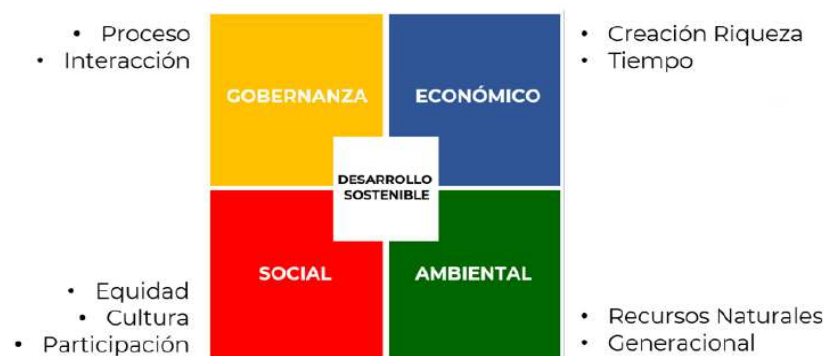 • Proceso
• Interacción
GOBERNANZA
ECONÓMICO
• Creación Riqueza
• Tiempo
DESARROLLO
SOSTENIBLE
• Equidad
• Cultura
• Participación
SOCIAL
AMBIENTAL
• Recursos Naturales
• Generacional